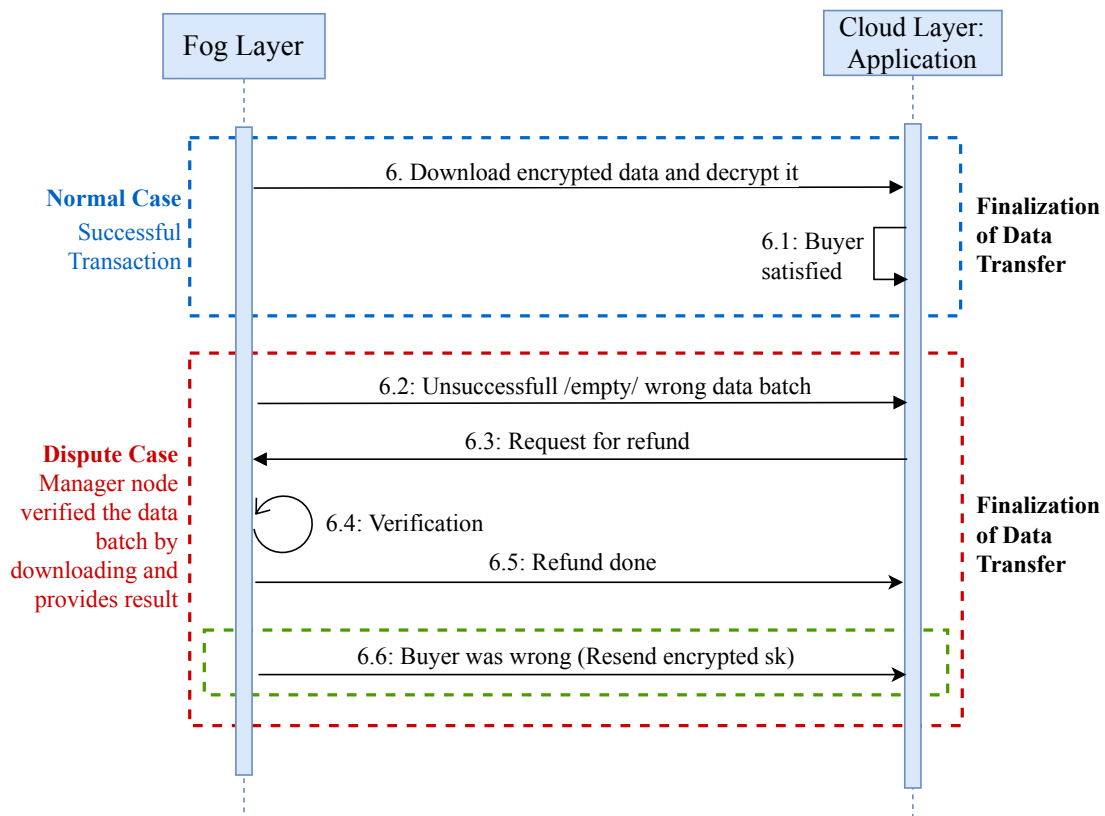 Fog Layer
Cloud Layer:
Application
6. Download encrypted data and decrypt it
Normal Case
Successful
Transaction
6.1: Buyer
satisfied
Finalization
of Data
Transfer
6.2: Unsuccessfull /empty/ wrong data batch
6.3: Request for refund
Dispute Case
Manager node
verified the data
batch by
downloading and
provides result
6.4: Verification
6.5: Refund done
Finalization
of Data
Transfer
6.6: Buyer was wrong (Resend encrypted sk)